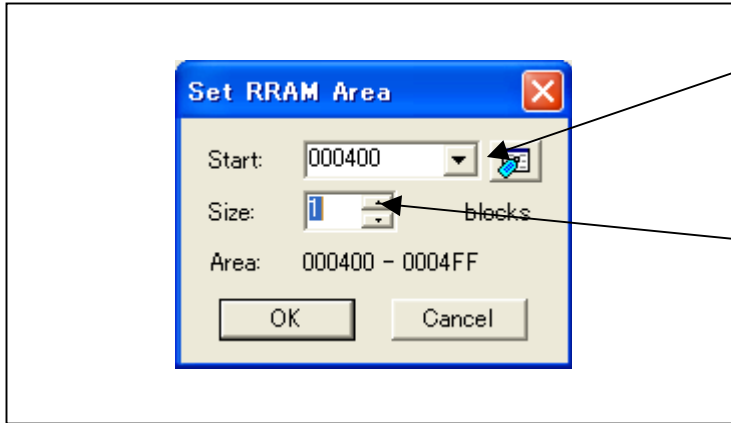 Set RRAM Area
Start: 000400
Size: 1 blocks
Area: 000400 - 0004FF
OK Cancel